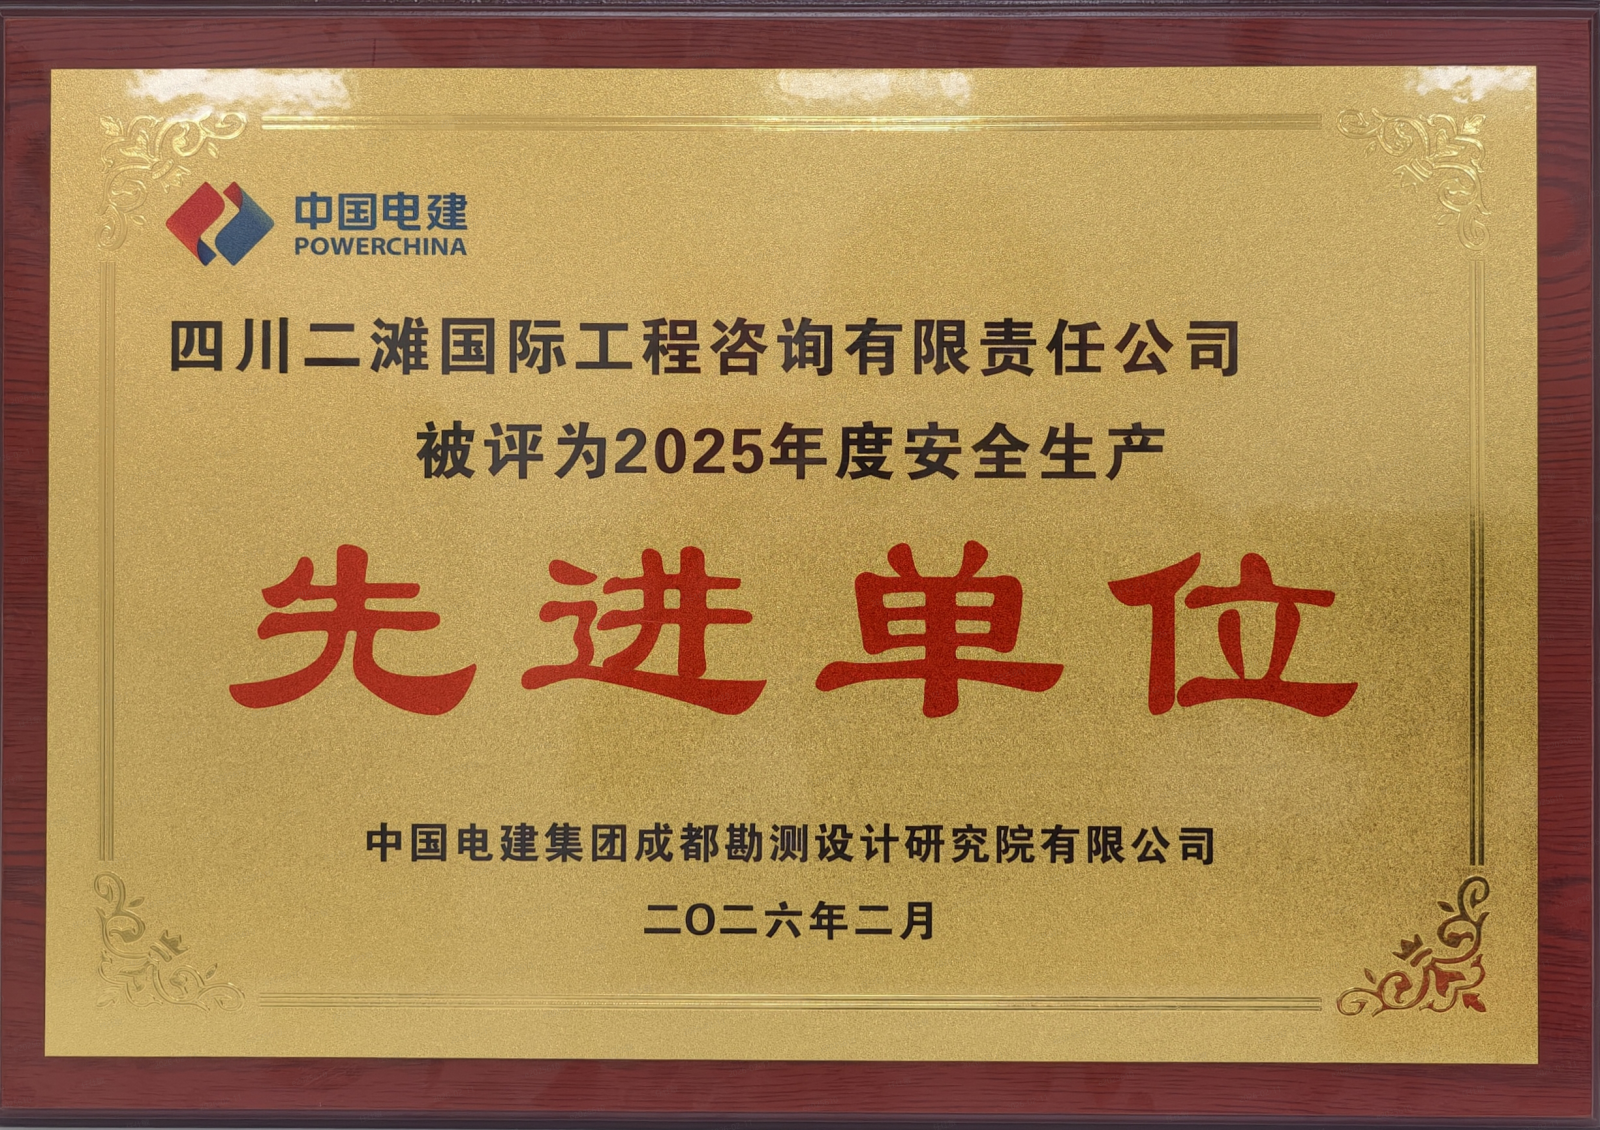 中国电建
POWERCHINA
四川二滩国际工程咨询有限责任公司
被评为2025年度安全生产
先进单位
中国电建集团成都勘测设计研究院有限公司
二〇二六年二月